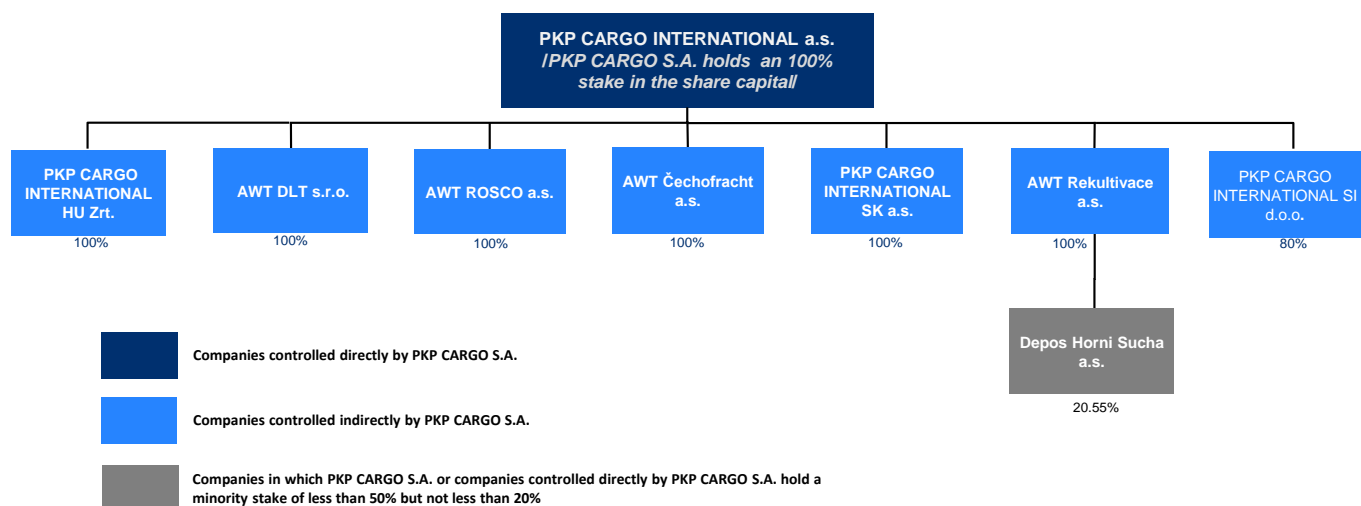 PKP CARGO INTERNATIONAL a.s.
/PKP CARGO S.A. holds an 100%
stake in the share capital/
PKP CARGO
INTERNATIONAL
HU Zrt.
100%
AWT DLT s.r.o.
100%
AWT ROSCO a.s.
100%
AWT Čechofracht
a.s.
100%
PKP CARGO
INTERNATIONAL
SK a.s.
100%
AWT Rekultivace
a.s.
100%
PKP CARGO
INTERNATIONAL SI
d.o.o.
80%
Depos Horni Sucha
a.s.
20.55%
Companies controlled directly by PKP CARGO S.A.
Companies controlled indirectly by PKP CARGO S.A.
Companies in which PKP CARGO S.A. or companies controlled directly by PKP CARGO S.A. hold a
minority stake of less than 50% but not less than 20%